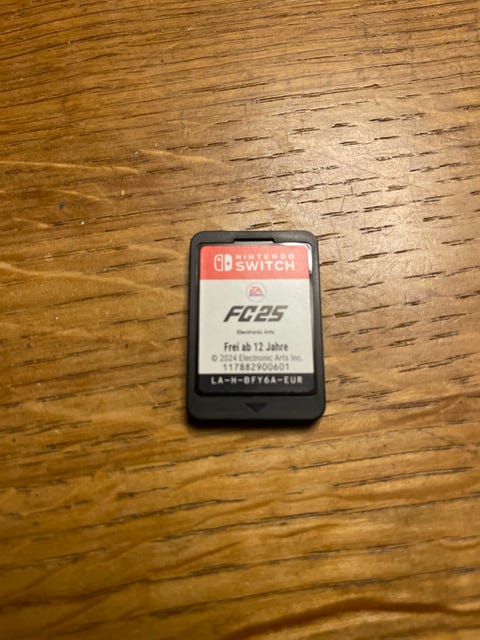 NINTENDO
SWITCH
EA
FC25
Electronic Arts
Frei ab 12 Jahre
© 2024 Electronic Arts Inc.
117882900601
LA-H-BFY6A-EUR